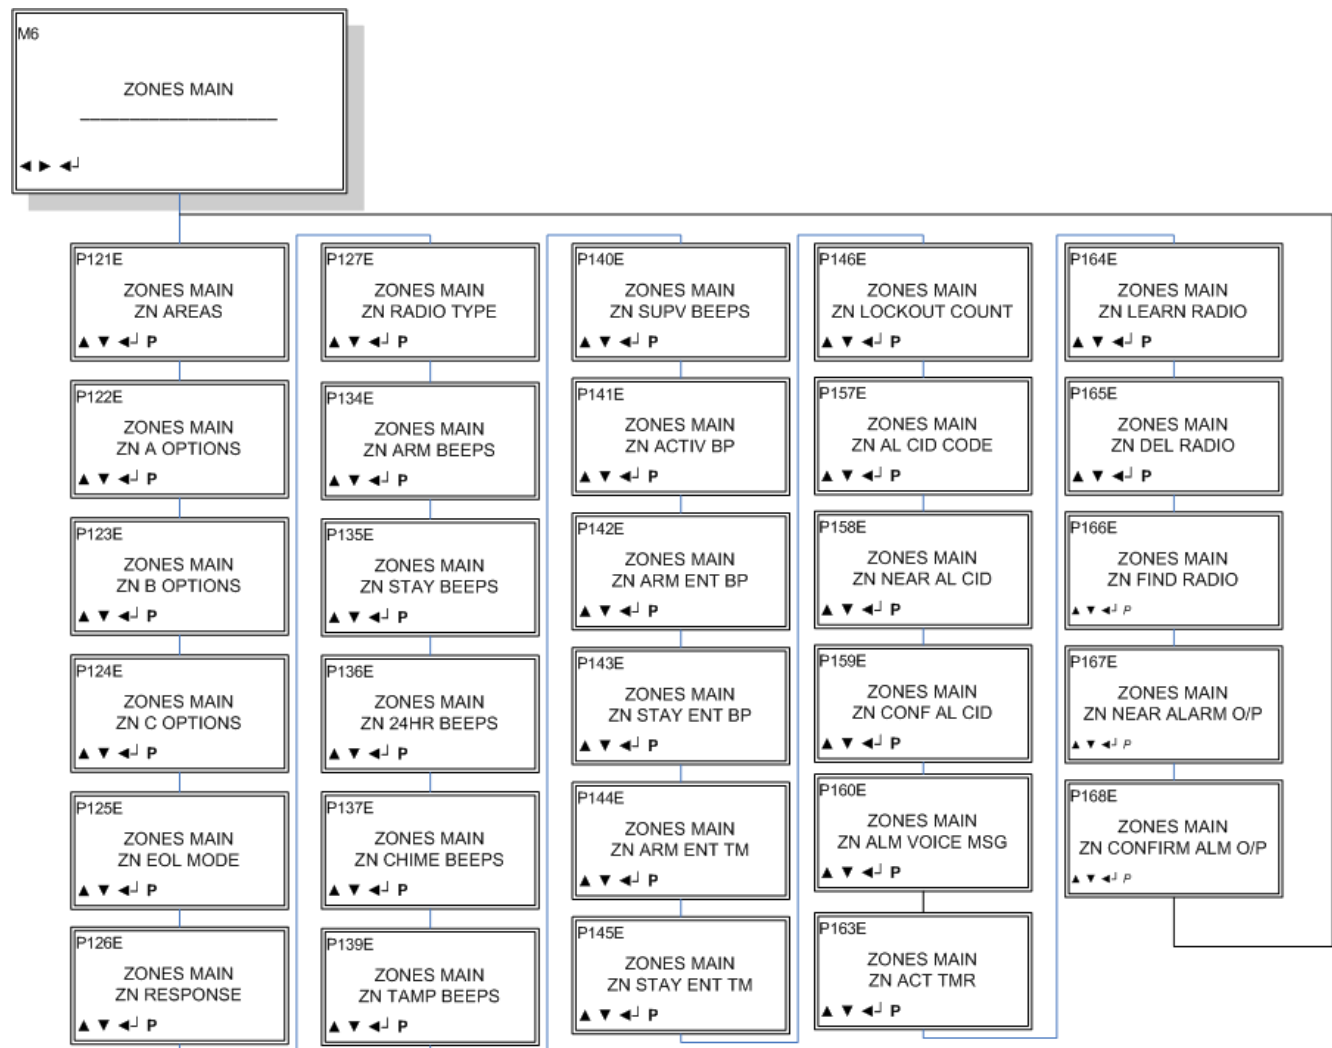 M6
ZONES MAIN
◄ ► ◄┘
P121E
ZONES MAIN
ZN AREAS
▲ ▼ ◄┘ P
P122E
ZONES MAIN
ZN A OPTIONS
▲ ▼ ◄┘ P
P123E
ZONES MAIN
ZN B OPTIONS
▲ ▼ ◄┘ P
P124E
ZONES MAIN
ZN C OPTIONS
▲ ▼ ◄┘ P
P125E
ZONES MAIN
ZN EOL MODE
▲ ▼ ◄┘ P
P126E
ZONES MAIN
ZN RESPONSE
▲ ▼ ◄┘ P
P127E
ZONES MAIN
ZN RADIO TYPE
▲ ▼ ◄┘ P
P134E
ZONES MAIN
ZN ARM BEEPS
▲ ▼ ◄┘ P
P135E
ZONES MAIN
ZN STAY BEEPS
▲ ▼ ◄┘ P
P136E
ZONES MAIN
ZN 24HR BEEPS
▲ ▼ ◄┘ P
P137E
ZONES MAIN
ZN CHIME BEEPS
▲ ▼ ◄┘ P
P139E
ZONES MAIN
ZN TAMP BEEPS
▲ ▼ ◄┘ P
P140E
ZONES MAIN
ZN SUPV BEEPS
▲ ▼ ◄┘ P
P141E
ZONES MAIN
ZN ACTIV BP
▲ ▼ ◄┘ P
P142E
ZONES MAIN
ZN ARM ENT BP
▲ ▼ ◄┘ P
P143E
ZONES MAIN
ZN STAY ENT BP
▲ ▼ ◄┘ P
P144E
ZONES MAIN
ZN ARM ENT TM
▲ ▼ ◄┘ P
P145E
ZONES MAIN
ZN STAY ENT TM
▲ ▼ ◄┘ P
P146E
ZONES MAIN
ZN LOCKOUT COUNT
▲ ▼ ◄┘ P
P157E
ZONES MAIN
ZN AL CID CODE
▲ ▼ ◄┘ P
P158E
ZONES MAIN
ZN NEAR AL CID
▲ ▼ ◄┘ P
P159E
ZONES MAIN
ZN CONF AL CID
▲ ▼ ◄┘ P
P160E
ZONES MAIN
ZN ALM VOICE MSG
▲ ▼ ◄┘ P
P163E
ZONES MAIN
ZN ACT TMR
▲ ▼ ◄┘ P
P164E
ZONES MAIN
ZN LEARN RADIO
▲ ▼ ◄┘ P
P165E
ZONES MAIN
ZN DEL RADIO
▲ ▼ ◄┘ P
P166E
ZONES MAIN
ZN FIND RADIO
▲ ▼ ◄┘ P
P167E
ZONES MAIN
ZN NEAR ALARM O/P
▲ ▼ ◄┘ P
P168E
ZONES MAIN
ZN CONFIRM ALM O/P
▲ ▼ ◄┘ P